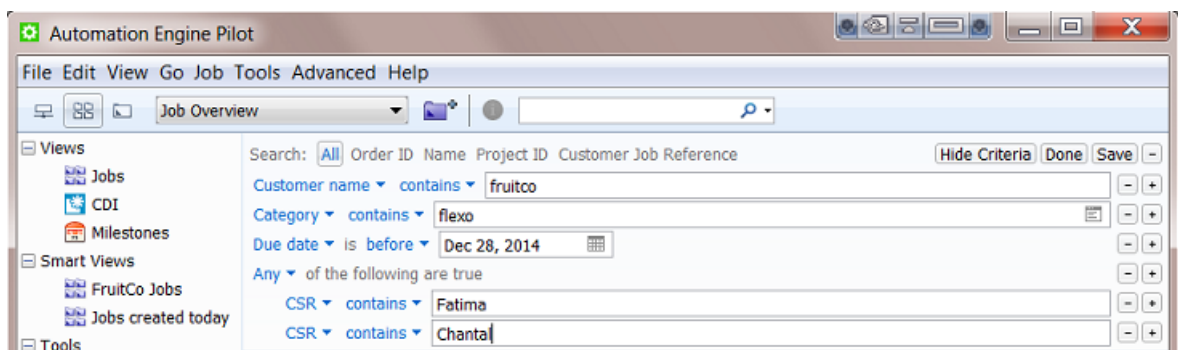 Automation Engine Pilot
File Edit View Go Job Tools Advanced Help
Job Overview
Views
Jobs
CDI
Milestones
Smart Views
FruitCo Jobs
Jobs created today
Tools
Search: All Order ID Name Project ID Customer Job Reference Hide Criteria Done Save
Customer name contains fruitco
Category contains flexo
Due date is before Dec 28, 2014
Any of the following are true
CSR contains Fatima
CSR contains Chantal